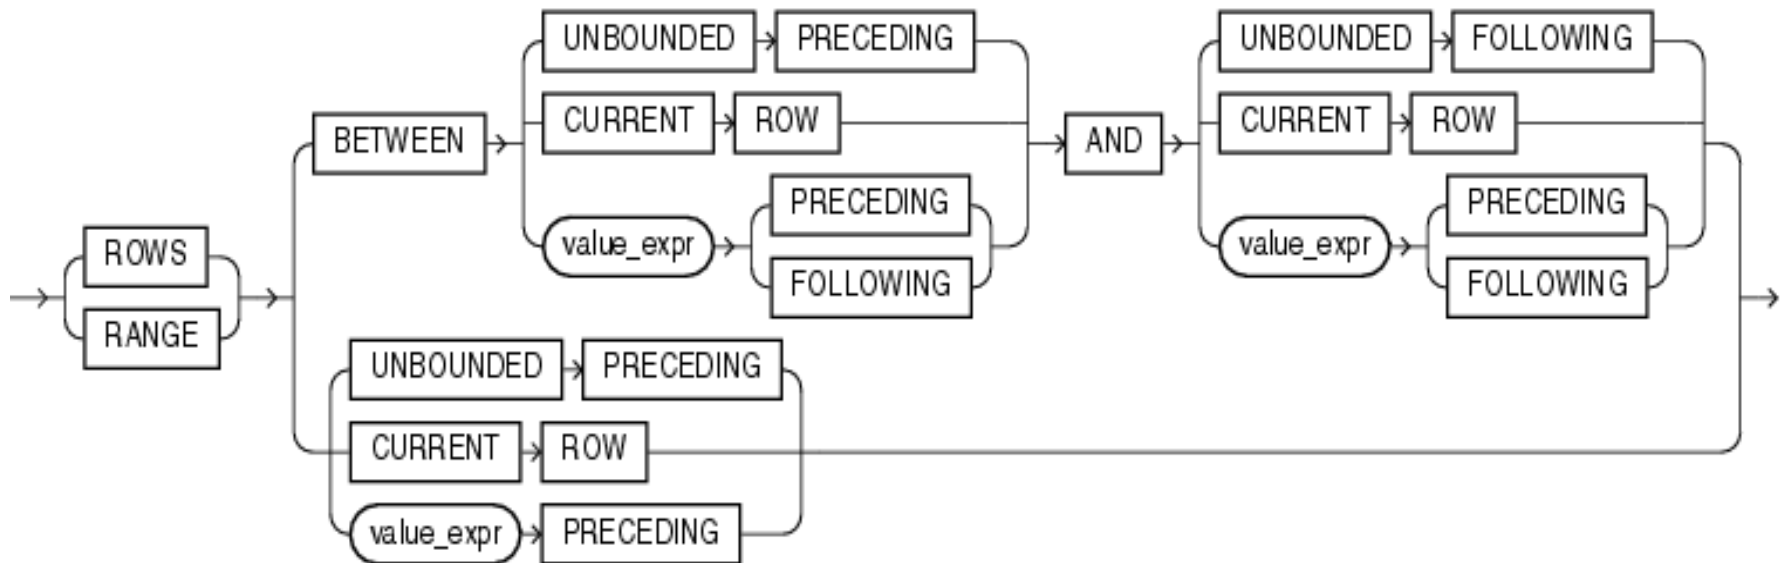 UNBOUNDED PRECEDING UNBOUNDED FOLLOWING
CURRENT ROW CURRENT ROW
BETWEEN AND
PRECEDING PRECEDING
value_expr value_expr
FOLLOWING FOLLOWING
ROWS
RANGE
UNBOUNDED PRECEDING
CURRENT ROW
value_expr PRECEDING